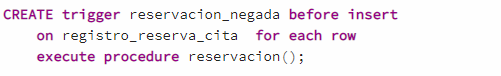 CREATE trigger reservacion_negada before insert
on registro_reserva_cita for each row
execute procedure reservacion();